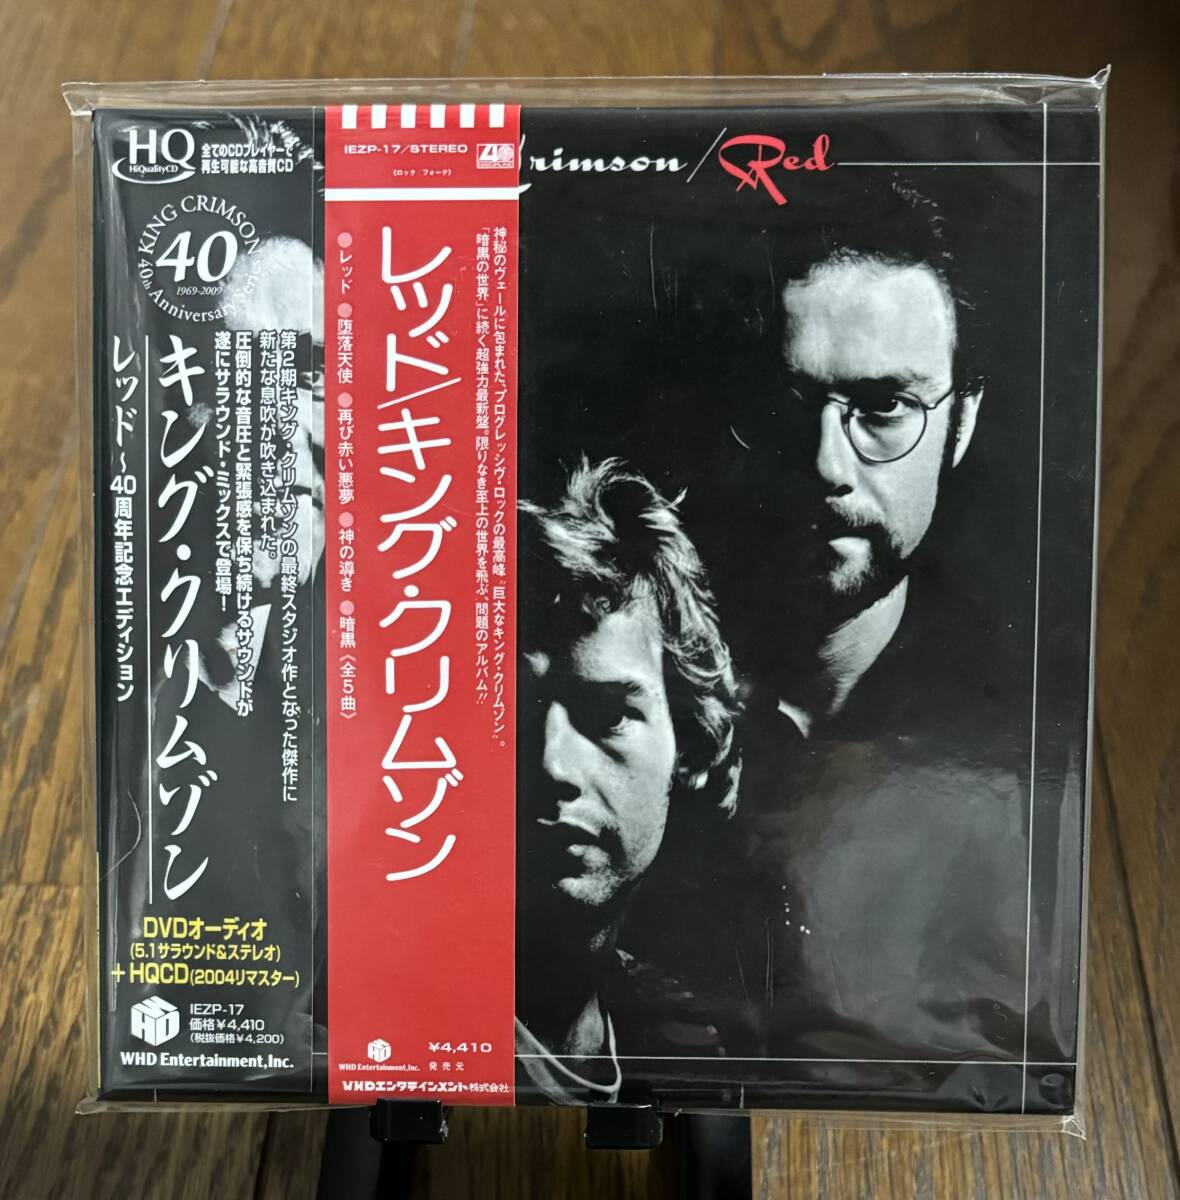 HQ
HiQualityCD
全てのCDプレイヤーで
再生可能な高音質CD
KING CRIMSON
40
1969-2009
40th Anniversary Series
第2期キング・クリムゾンの最終スタジオ作となった傑作に
新たな息吹が吹き込まれた。
圧倒的な音圧と緊張感を保ち続けるサウンドが
遂にサラウンド・ミックスで登場!
キング・クリムゾン
レッド~40周年記念エディション
DVDオーディオ
(5.1サラウンド&ステレオ)
+HQCD(2004リマスター)
WHD
IEZP-17
価格¥4,410
(税抜価格¥4,200)
WHD Entertainment,Inc.
IEZP-17/STEREO
(ロック フォーク)
神秘のヴェールに包まれた、プログレッシヴ・ロックの最高峰“巨大なキング・クリムゾン”。
「暗黒の世界」に続く超強力最新盤。限りなき至上の世界を飛ぶ、問題のアルバム!!
レッド/キング・クリムゾン
●レッド ●堕落天使 ●再び赤い悪夢 ●神の導き ●暗黒《全5曲》
¥4,410
発売元
WHD Entertainment,Inc.
WHDエンタテインメント株式会社
Crimson/Red